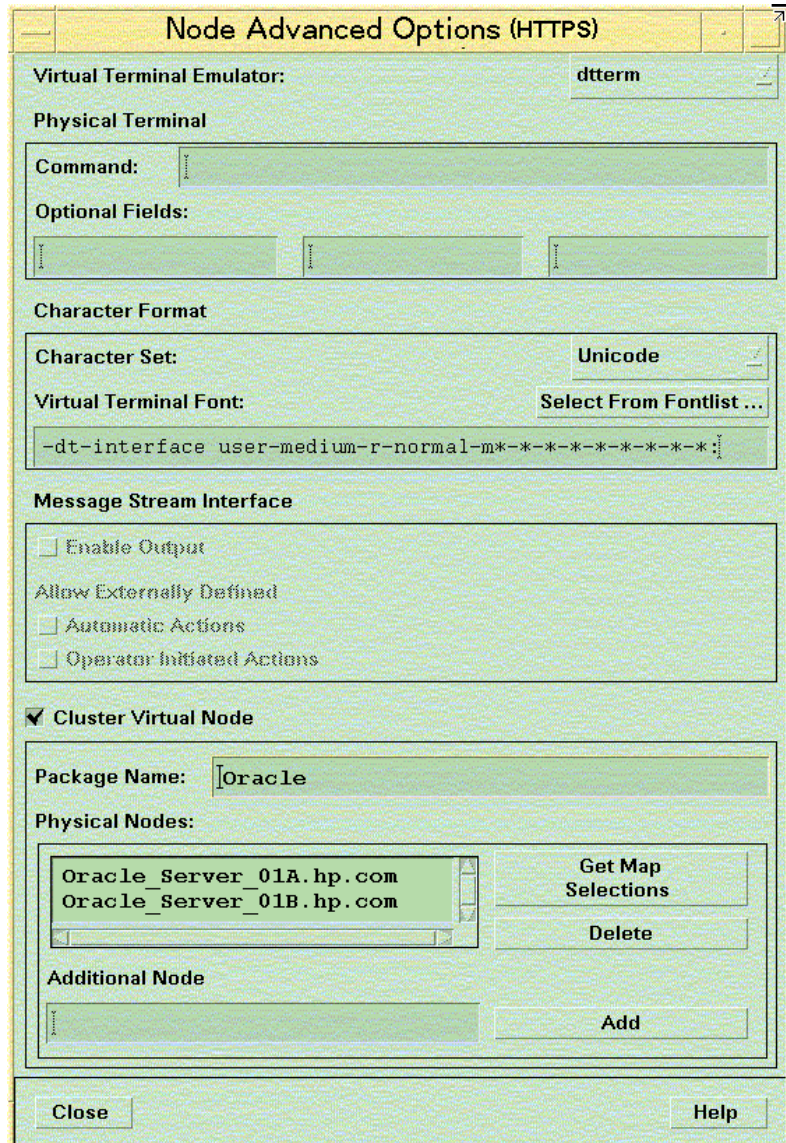 Node Advanced Options (HTTPS)
Virtual Terminal Emulator: dtterm
Physical Terminal
Command:
Optional Fields:
Character Format
Character Set: Unicode
Virtual Terminal Font: Select From Fontlist ...
-dt-interface user-medium-r-normal-m*-*-*-*-*-*-*-*-*:
Message Stream Interface
Enable Output
Allow Externally Defined
Automatic Actions
Operator Initiated Actions
Cluster Virtual Node
Package Name: Oracle
Physical Nodes:
Oracle_Server_01A.hp.com
Oracle_Server_01B.hp.com
Get Map
Selections
Delete
Additional Node
Add
Close Help